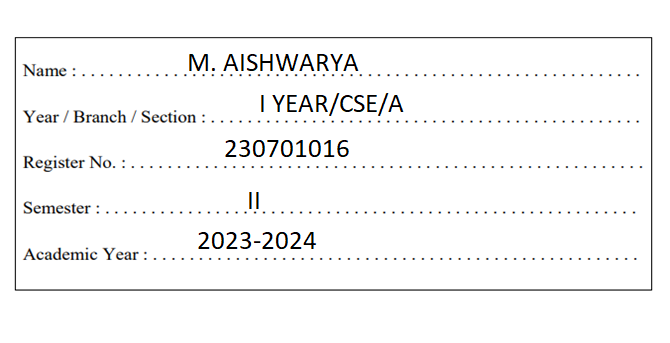 Name : . . . . . . . . . . . . M. AISHWARYA . . . . . . . . . . . . . . . . . . . . . . . . . . . . . .
Year / Branch / Section : . . . . . I YEAR/CSE/A . . . . . . . . . . . . . . . . . . . . . . . . .
Register No. : . . . . . . . . . . 230701016 . . . . . . . . . . . . . . . . . . . . . . . . . . . . . .
Semester : . . . . . . . . . . . . . . . II . . . . . . . . . . . . . . . . . . . . . . . . . . . . . . . . . . . . .
Academic Year : . . . . . 2023-2024 . . . . . . . . . . . . . . . . . . . . . . . . . . . . . . . .